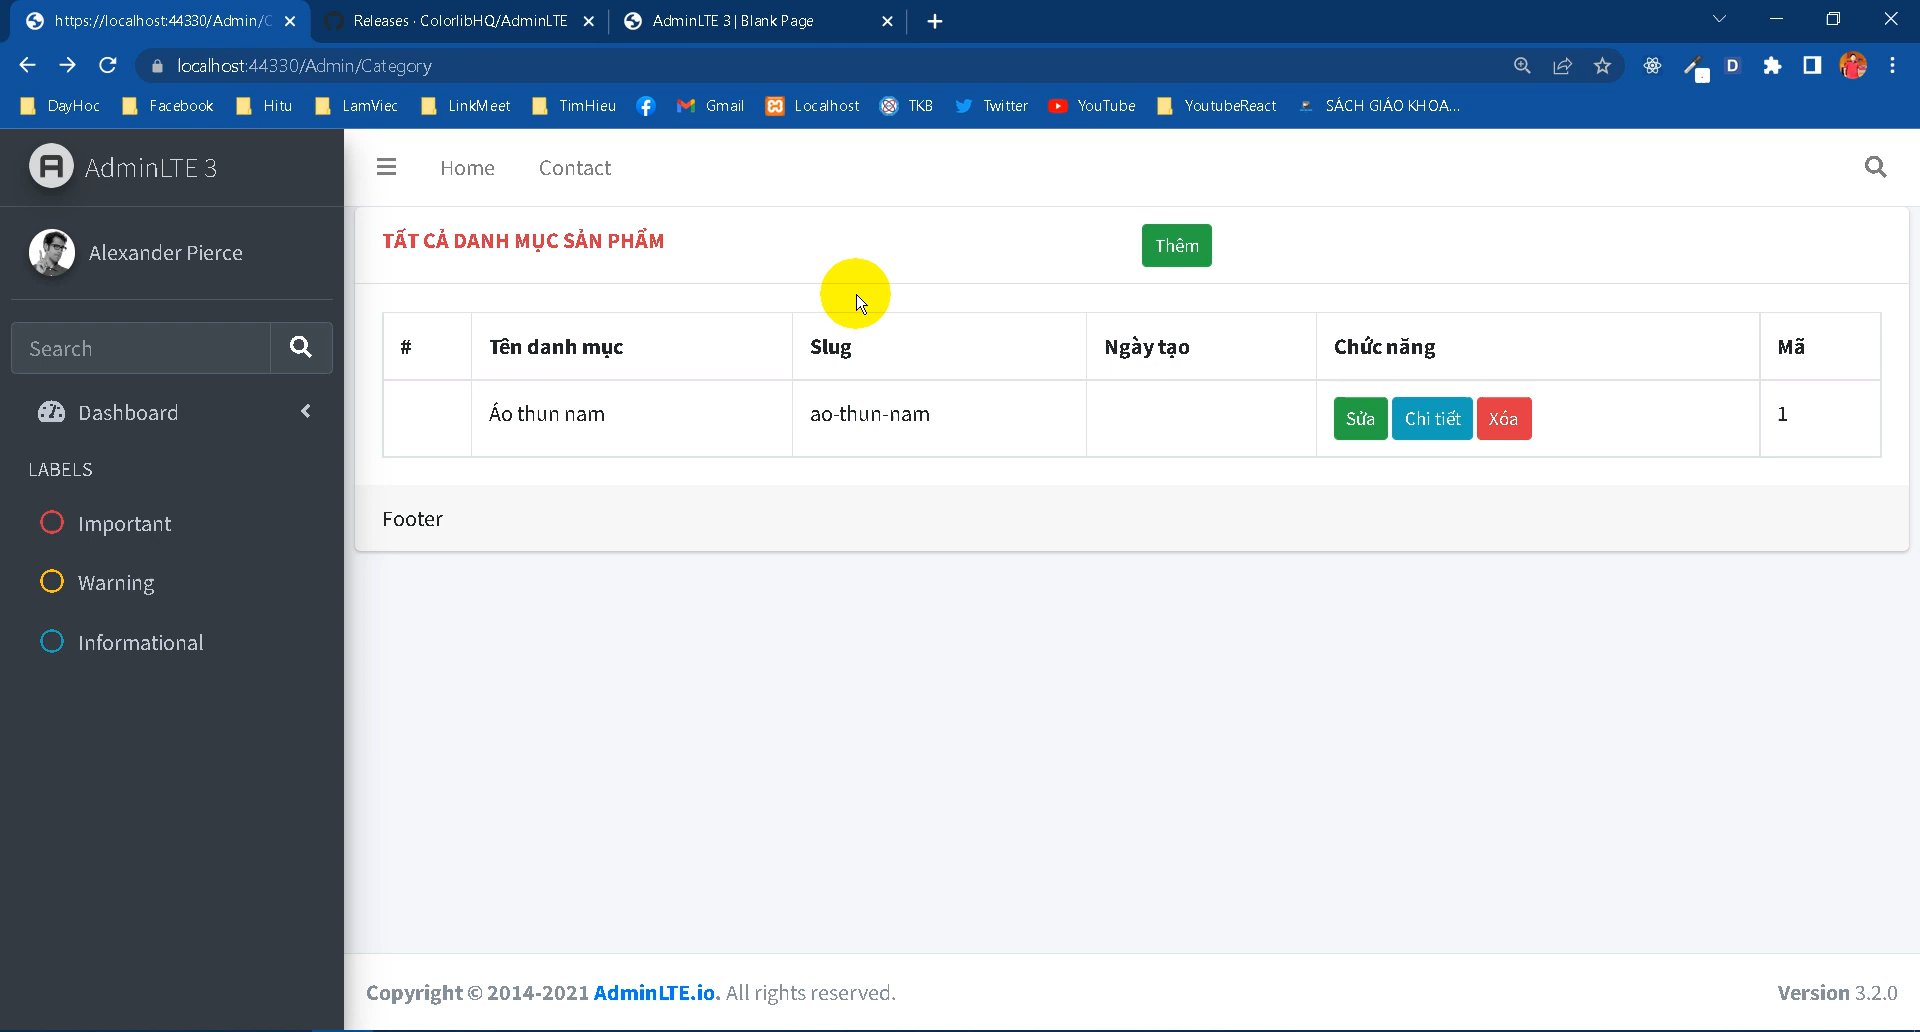 https://localhost:44330/Admin/C
Releases · ColorlibHQ/AdminLTE
AdminLTE 3 | Blank Page
localhost:44330/Admin/Category
D
DayHoc
Facebook
Hitu
LamViec
LinkMeet
TimHieu
Gmail
Localhost
TKB
Twitter
YouTube
YoutubeReact
SÁCH GIÁO KHOA...
AdminLTE 3
Home
Contact
Alexander Pierce
Search
Dashboard
LABELS
Important
Warning
Informational
TẤT CẢ DANH MỤC SẢN PHẨM
Thêm
# Tên danh mục Slug Ngày tạo Chức năng Mã
Áo thun nam ao-thun-nam Sửa Chi tiết Xóa 1
Footer
Copyright © 2014-2021 AdminLTE.io. All rights reserved.
Version 3.2.0